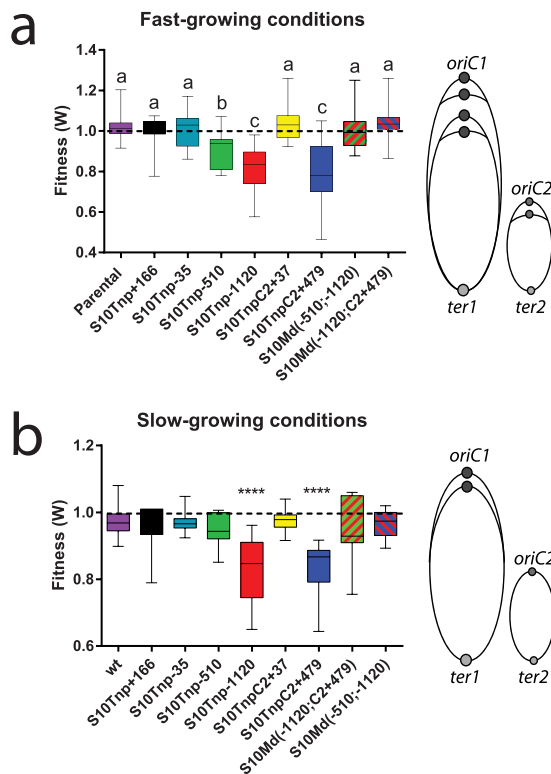 a
Fast-growing conditions
Fitness (W)
1.4
1.2
1.0
0.8
0.6
0.4
a
a
a
b
c
a
c
a
a
Parental
S10Tnp+166
S10Tnp-35
S10Tnp-510
S10Tnp-1120
S10TnpC2+37
S10TnpC2+479
S10Md(-510;-1120)
S10Md(-1120;C2+479)
oriC1
oriC2
ter1
ter2
b
Slow-growing conditions
Fitness (W)
1.2
1.0
0.8
0.6
****
****
wt
S10Tnp+166
S10Tnp-35
S10Tnp-510
S10Tnp-1120
S10TnpC2+37
S10TnpC2+479
S10Md(-1120;C2+479)
S10Md(-510;-1120)
oriC1
oriC2
ter1
ter2